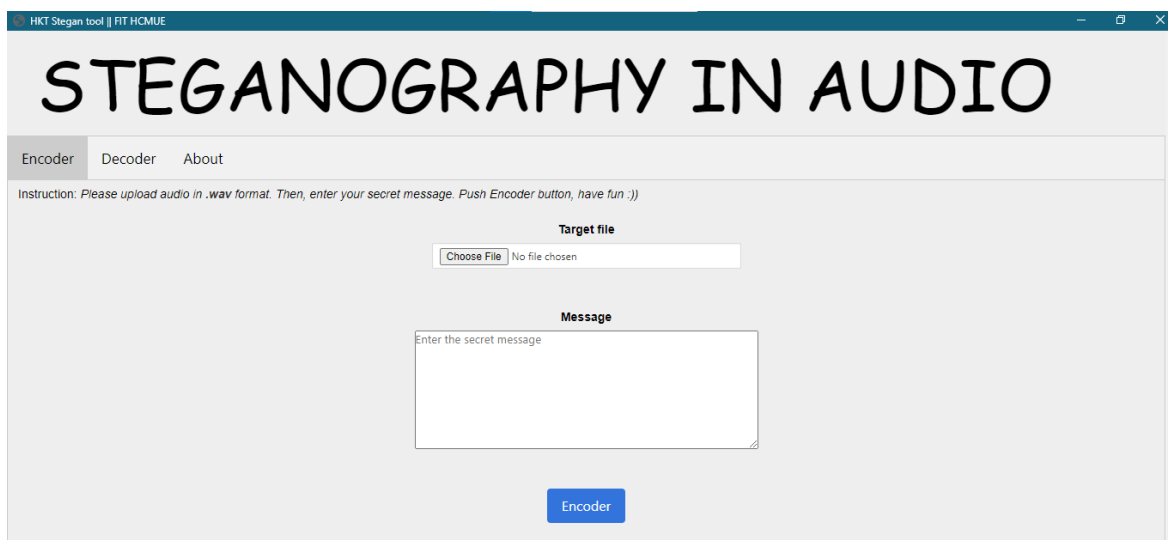 HKT Stegan tool || FIT HCMUE
STEGANOGRAPHY IN AUDIO
Encoder Decoder About
Instruction: Please upload audio in .wav format. Then, enter your secret message. Push Encoder button, have fun :))
Target file
Choose File No file chosen
Message
Enter the secret message
Encoder